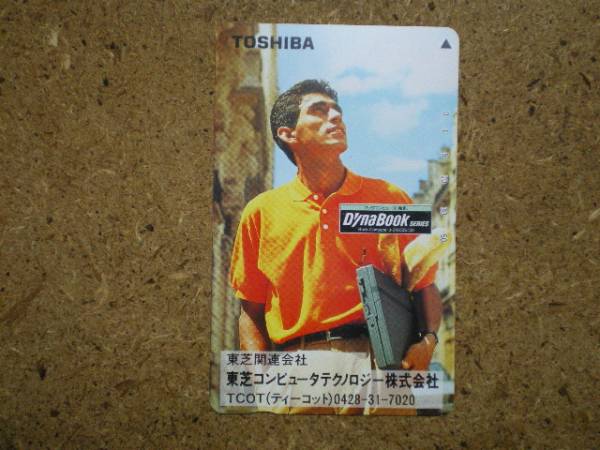 TOSHIBA
DynaBook SERIES
東芝関連会社
東芝コンピュータテクノロジー株式会社
TCOT(ティーコット)0428-31-7020